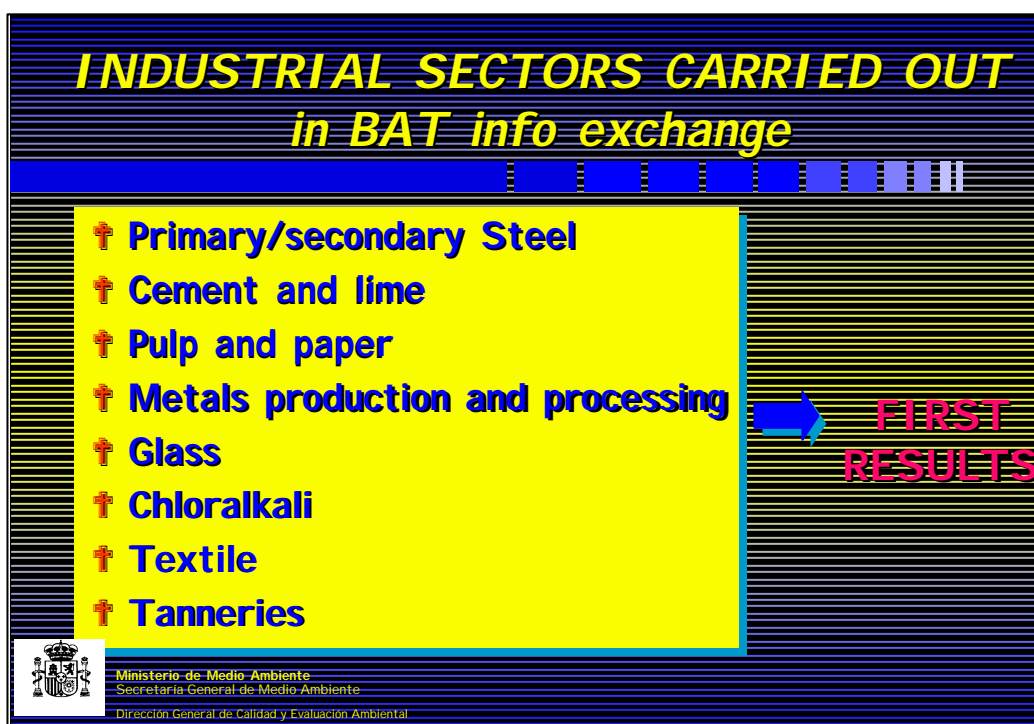 INDUSTRIAL SECTORS CARRIED OUT
in BAT info exchange
Primary/secondary Steel
Cement and lime
Pulp and paper
Metals production and processing
Glass
Chloralkali
Textile
Tanneries
FIRST
RESULTS
Ministerio de Medio Ambiente
Secretaría General de Medio Ambiente
Dirección General de Calidad y Evaluación Ambiental